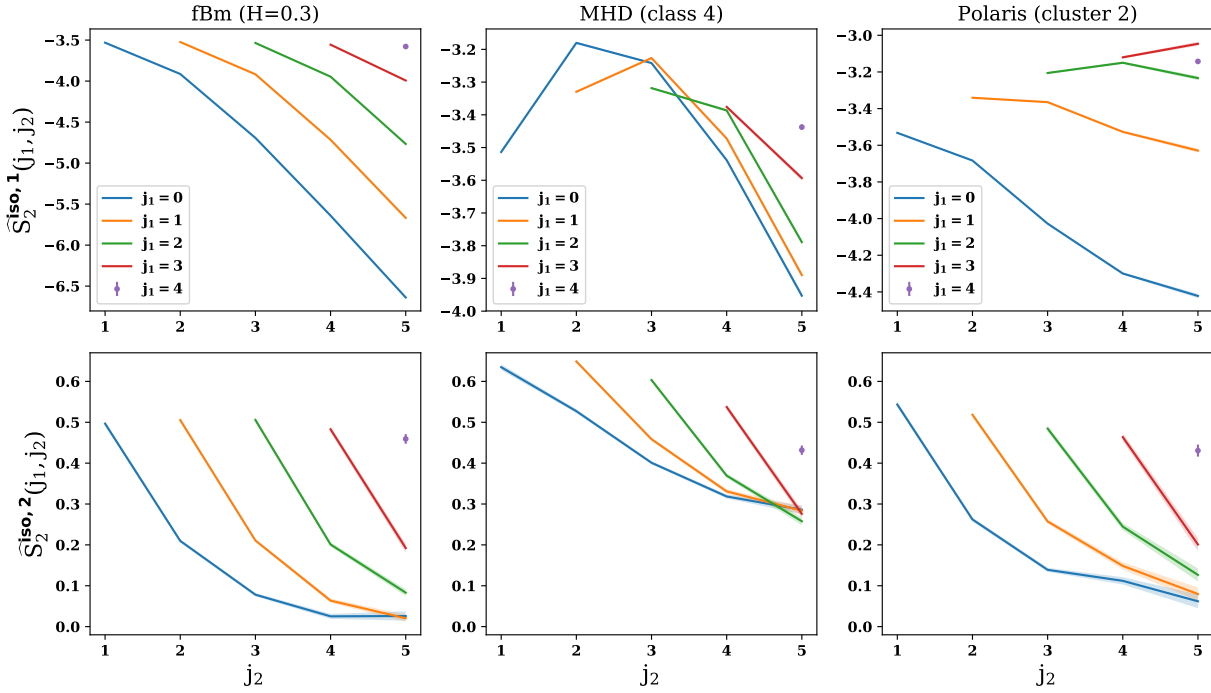 fBm (H=0.3)
MHD (class 4)
Polaris (cluster 2)
Ŝ₂^{iso, 1}(j₁, j₂)
−3.5
−4.0
−4.5
−5.0
−5.5
−6.0
−6.5
j₁ = 0
j₁ = 1
j₁ = 2
j₁ = 3
j₁ = 4
1 2 3 4 5
−3.2
−3.3
−3.4
−3.5
−3.6
−3.7
−3.8
−3.9
−4.0
j₁ = 0
j₁ = 1
j₁ = 2
j₁ = 3
j₁ = 4
1 2 3 4 5
−3.0
−3.2
−3.4
−3.6
−3.8
−4.0
−4.2
−4.4
j₁ = 0
j₁ = 1
j₁ = 2
j₁ = 3
j₁ = 4
1 2 3 4 5
Ŝ₂^{iso, 2}(j₁, j₂)
0.6
0.5
0.4
0.3
0.2
0.1
0.0
1 2 3 4 5
j₂
0.6
0.5
0.4
0.3
0.2
0.1
0.0
1 2 3 4 5
j₂
0.6
0.5
0.4
0.3
0.2
0.1
0.0
1 2 3 4 5
j₂